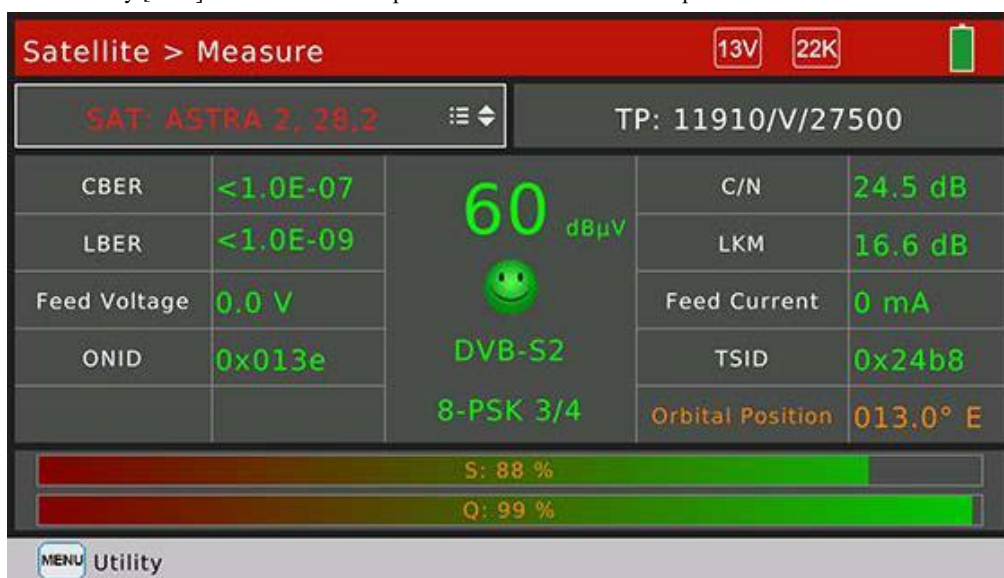 Satellite > Measure 13V 22K
SAT: ASTRA 2, 28,2 TP: 11910/V/27500
CBER <1.0E-07 60 dBµV C/N 24.5 dB
LBER <1.0E-09 LKM 16.6 dB
Feed Voltage 0.0 V Feed Current 0 mA
ONID 0x013e DVB-S2 TSID 0x24b8
8-PSK 3/4 Orbital Position 013.0° E
S: 88 %
Q: 99 %
MENU Utility